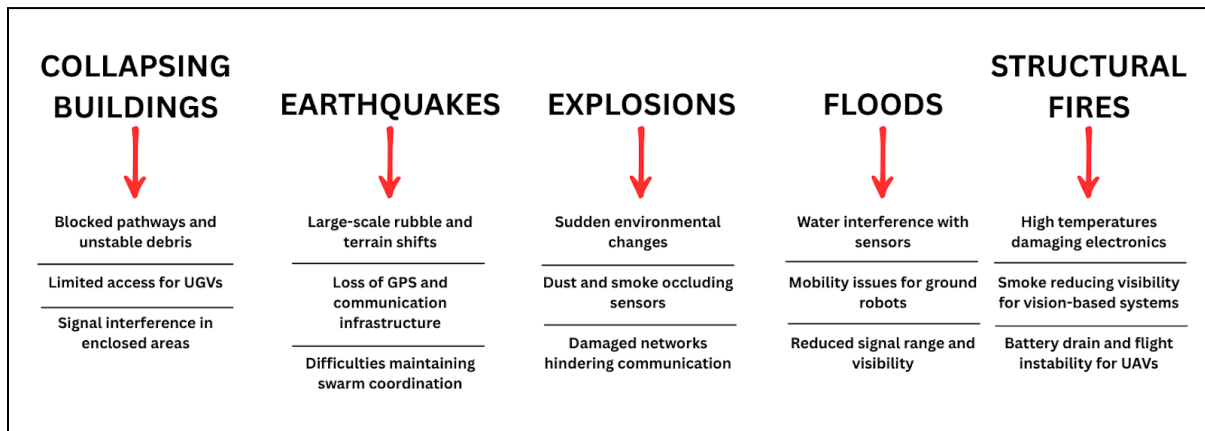 COLLAPSING
BUILDINGS
Blocked pathways and
unstable debris
Limited access for UGVs
Signal interference in
enclosed areas
EARTHQUAKES
Large-scale rubble and
terrain shifts
Loss of GPS and
communication
infrastructure
Difficulties maintaining
swarm coordination
EXPLOSIONS
Sudden environmental
changes
Dust and smoke occluding
sensors
Damaged networks
hindering communication
FLOODS
Water interference with
sensors
Mobility issues for ground
robots
Reduced signal range and
visibility
STRUCTURAL
FIRES
High temperatures
damaging electronics
Smoke reducing visibility
for vision-based systems
Battery drain and flight
instability for UAVs